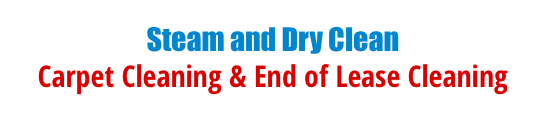 Steam and Dry Clean
Carpet Cleaning & End of Lease Cleaning